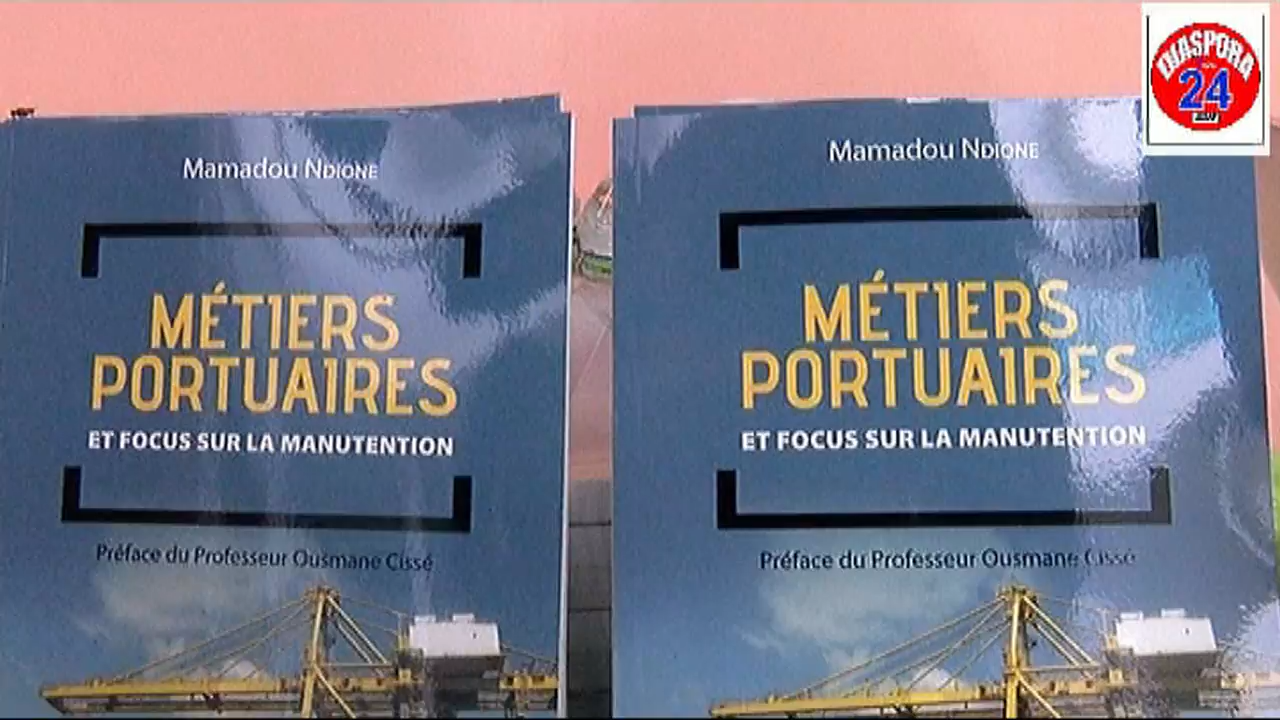 DIASPORA
24
Mamadou NDIONE
MÉTIERS
PORTUAIRES
ET FOCUS SUR LA MANUTENTION
Préface du Professeur Ousmane Cissé
Mamadou NDIONE
MÉTIERS
PORTUAIRES
ET FOCUS SUR LA MANUTENTION
Préface du Professeur Ousmane Cissé